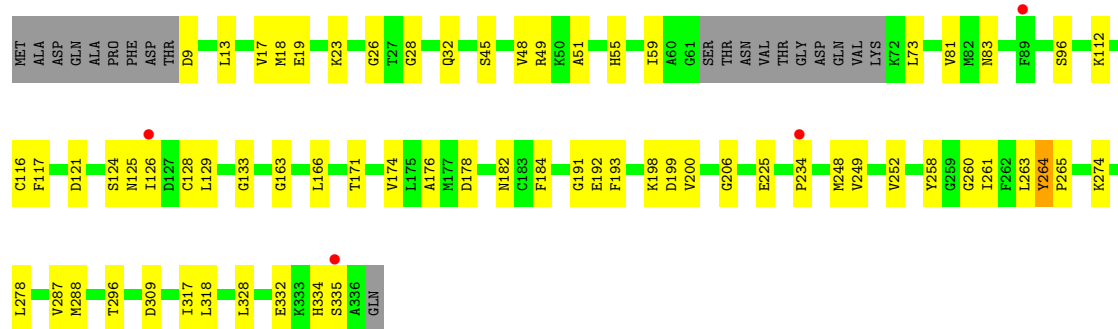 MET ALA ASP GLN ALA PRO PHE ASP THR D9 L13 V17 M18 E19 K23 G26 T27 G28 Q32 S45 V48 R49 K50 A51 H55 I59 A60 G61 SER THR ASN VAL THR GLY ASP GLN VAL LYS K72 L73 V81 M82 N83 F89 S96 K112
C116 F117 D121 S124 N125 I126 D127 C128 L129 G133 G163 L166 T171 V174 L175 A176 M177 D178 N182 C183 F184 G191 E192 F193 K198 D199 V200 G206 E225 P234 M248 V249 V252 Y258 G259 G260 I261 F262 L263 Y264 P265 K274
L278 V287 M288 T296 D309 I317 L318 L328 E332 K333 H334 S335 A336 GLN